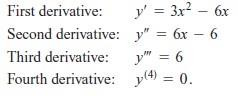 First derivative: y′ = 3x² − 6x
Second derivative: y″ = 6x − 6
Third derivative: y‴ = 6
Fourth derivative: y⁽⁴⁾ = 0.